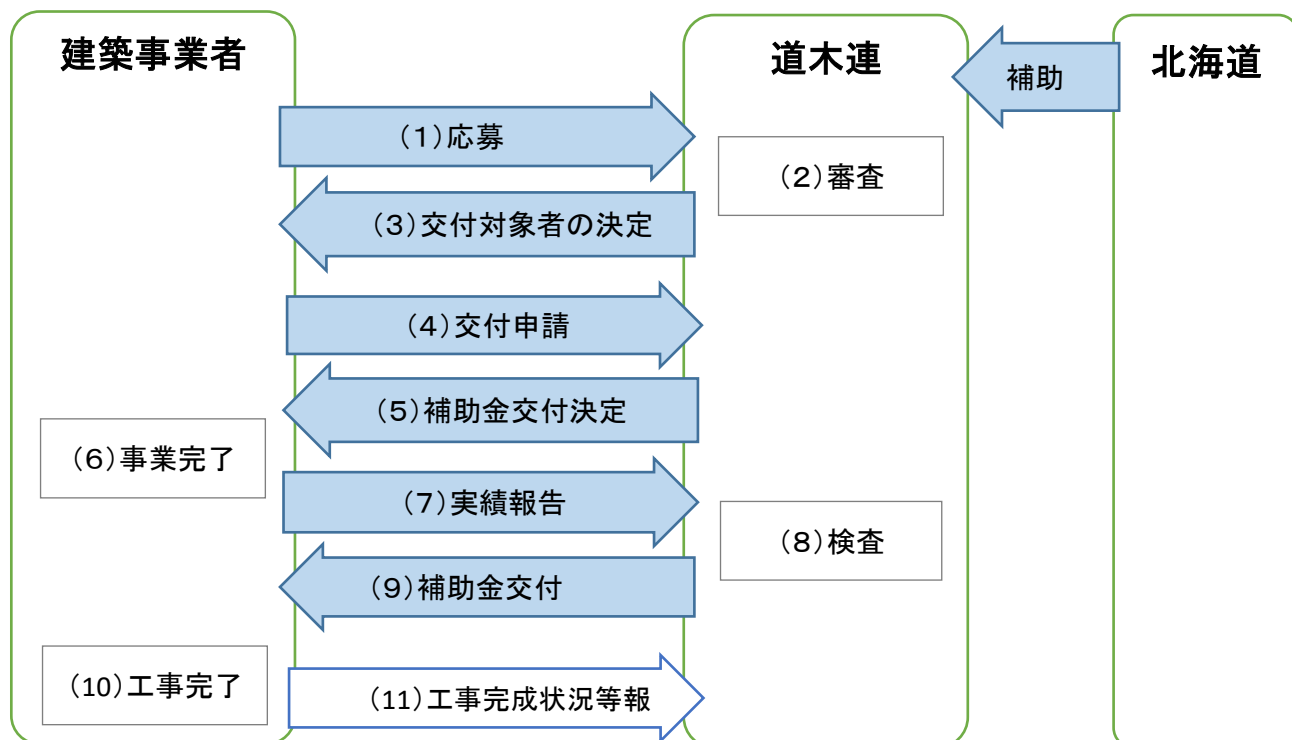 建築事業者
道木連
北海道
補助
（１）応募
（２）審査
（３）交付対象者の決定
（４）交付申請
（５）補助金交付決定
（６）事業完了
（７）実績報告
（８）検査
（９）補助金交付
（10）工事完了
（11）工事完成状況等報